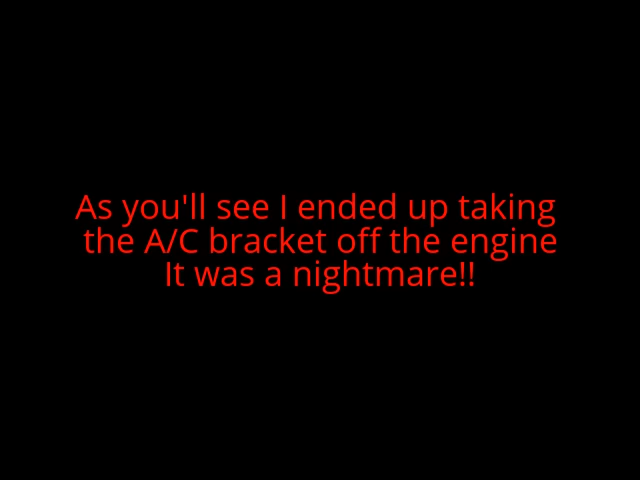 As you'll see I ended up taking
the A/C bracket off the engine
It was a nightmare!!